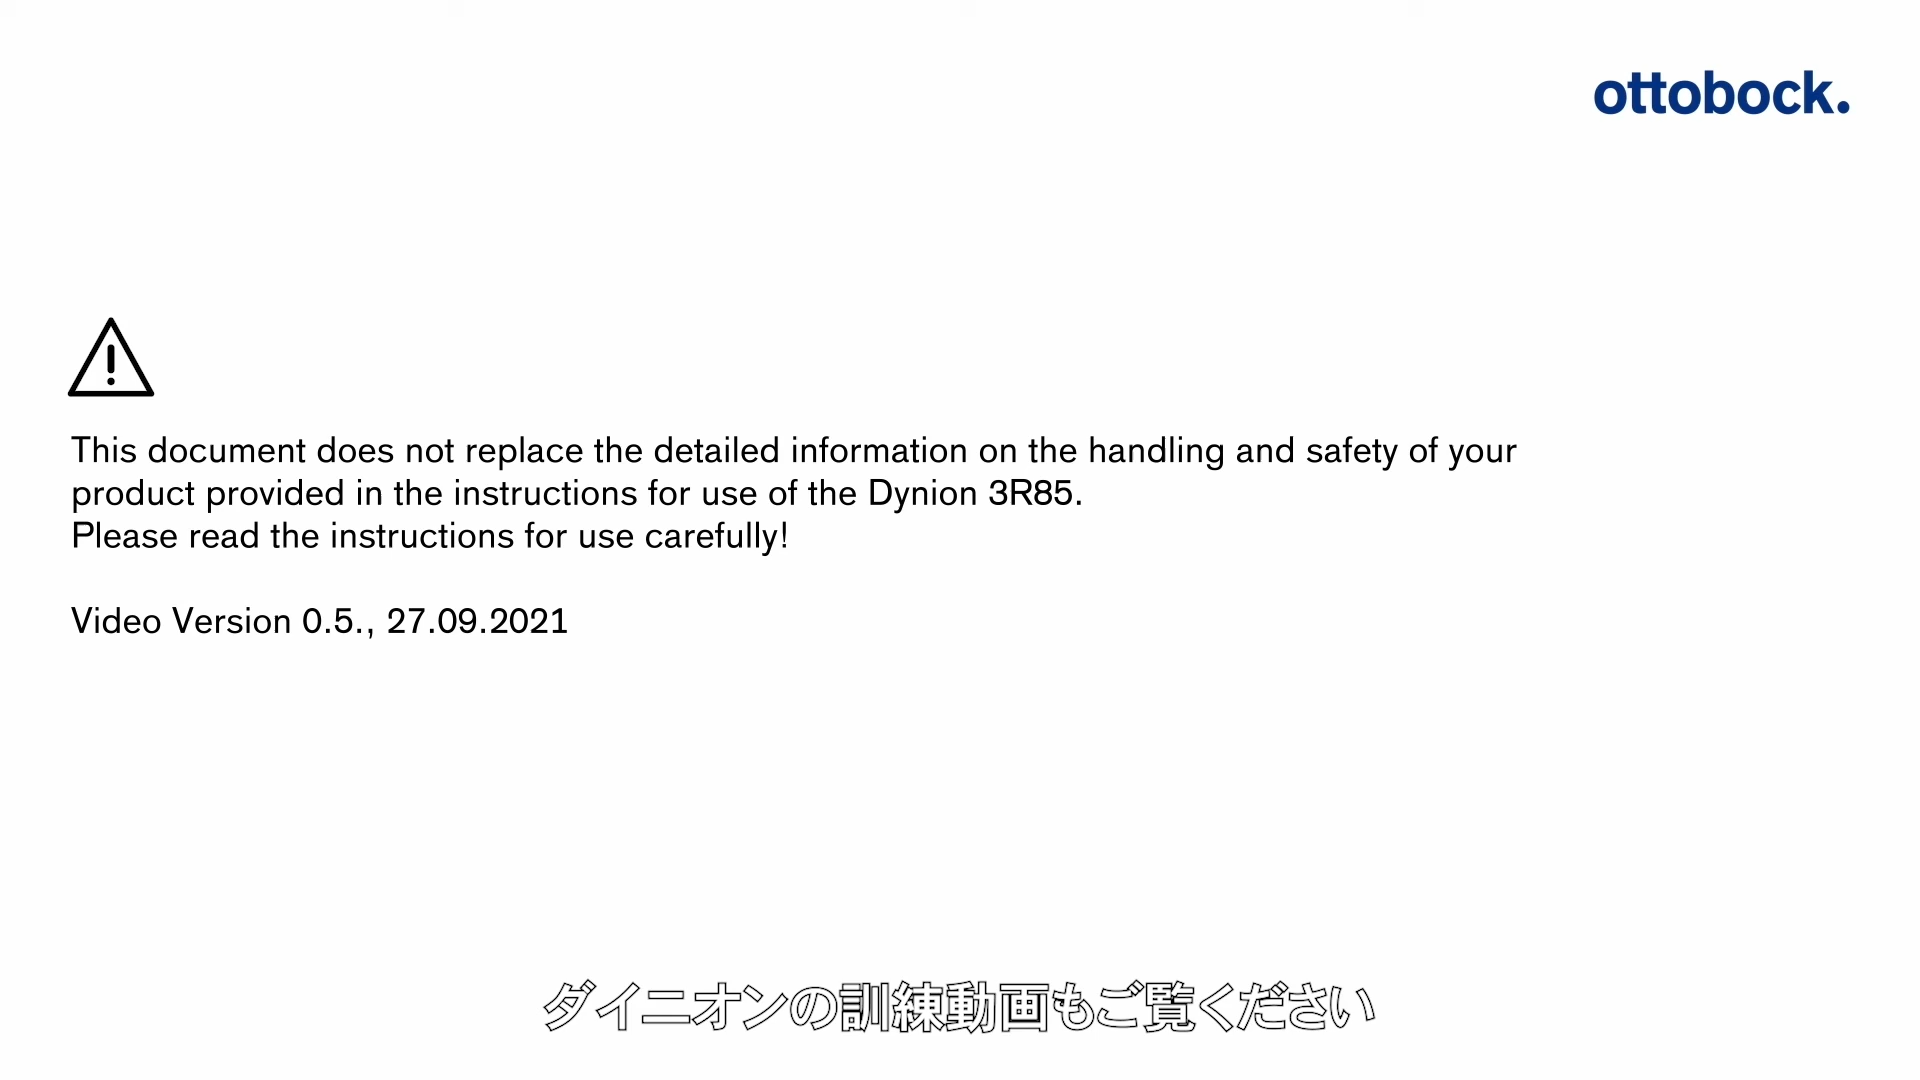 ottobock.
This document does not replace the detailed information on the handling and safety of your
product provided in the instructions for use of the Dynion 3R85.
Please read the instructions for use carefully!
Video Version 0.5., 27.09.2021
ダイニオンの訓練動画もご覧ください